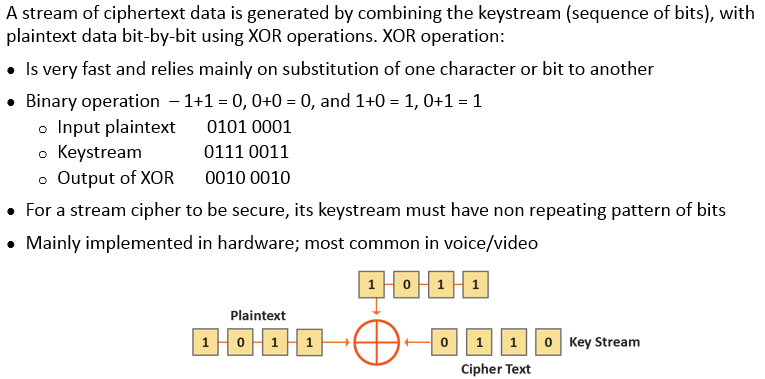 A stream of ciphertext data is generated by combining the keystream (sequence of bits), with
plaintext data bit-by-bit using XOR operations. XOR operation:
• Is very fast and relies mainly on substitution of one character or bit to another
• Binary operation – 1+1 = 0, 0+0 = 0, and 1+0 = 1, 0+1 = 1
o Input plaintext 0101 0001
o Keystream 0111 0011
o Output of XOR 0010 0010
• For a stream cipher to be secure, its keystream must have non repeating pattern of bits
• Mainly implemented in hardware; most common in voice/video
1 0 1 1
Plaintext
1 0 1 1 0 1 1 0 Key Stream
Cipher Text